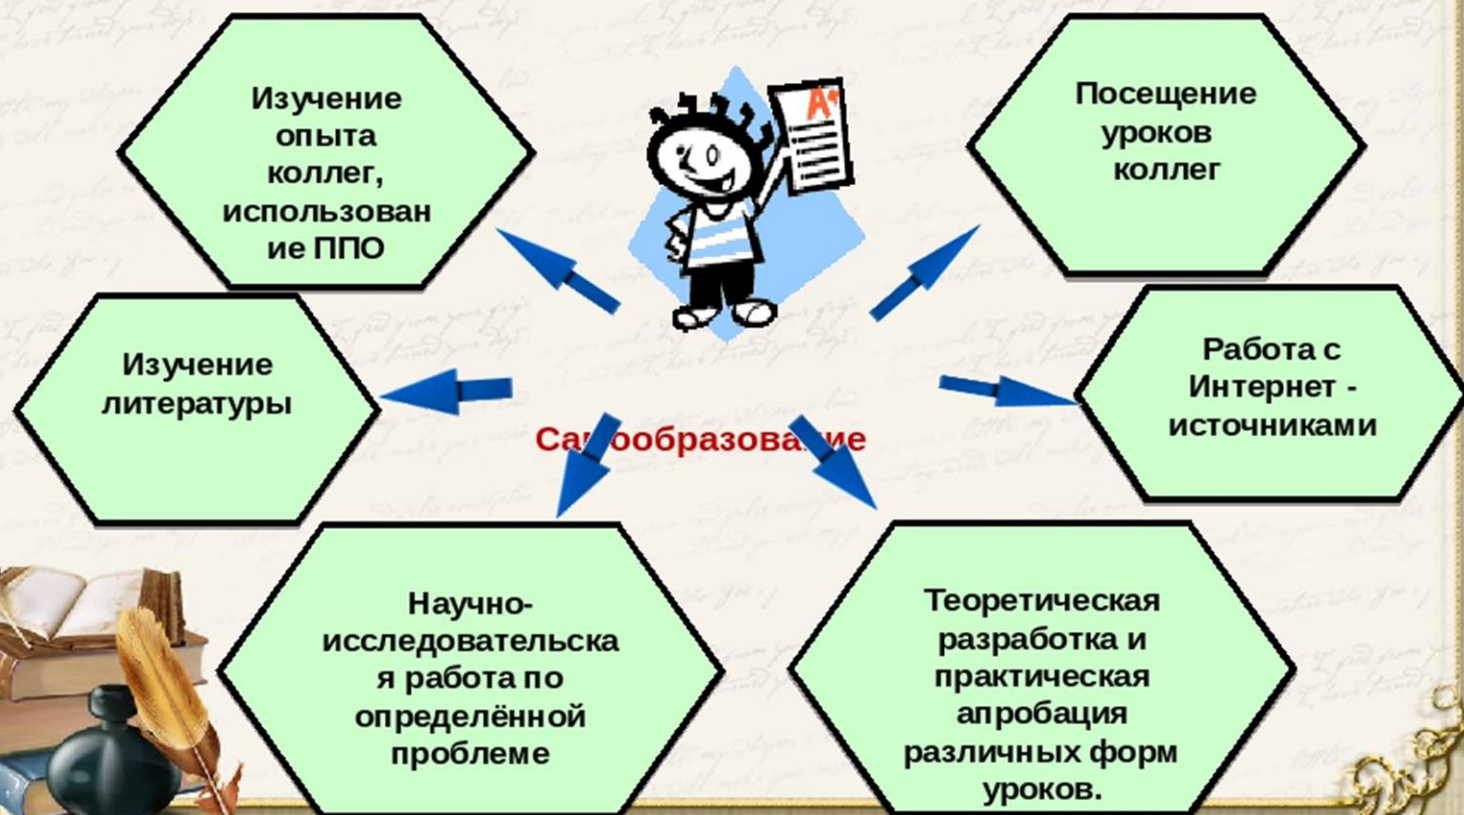 Изучение
опыта
коллег,
использован
ие ППО
A+
Посещение
уроков
коллег
Изучение
литературы
Работа с
Интернет -
источниками
Самообразование
Научно-
исследовательска
я работа по
определённой
проблеме
Теоретическая
разработка и
практическая
апробация
различных форм
уроков.